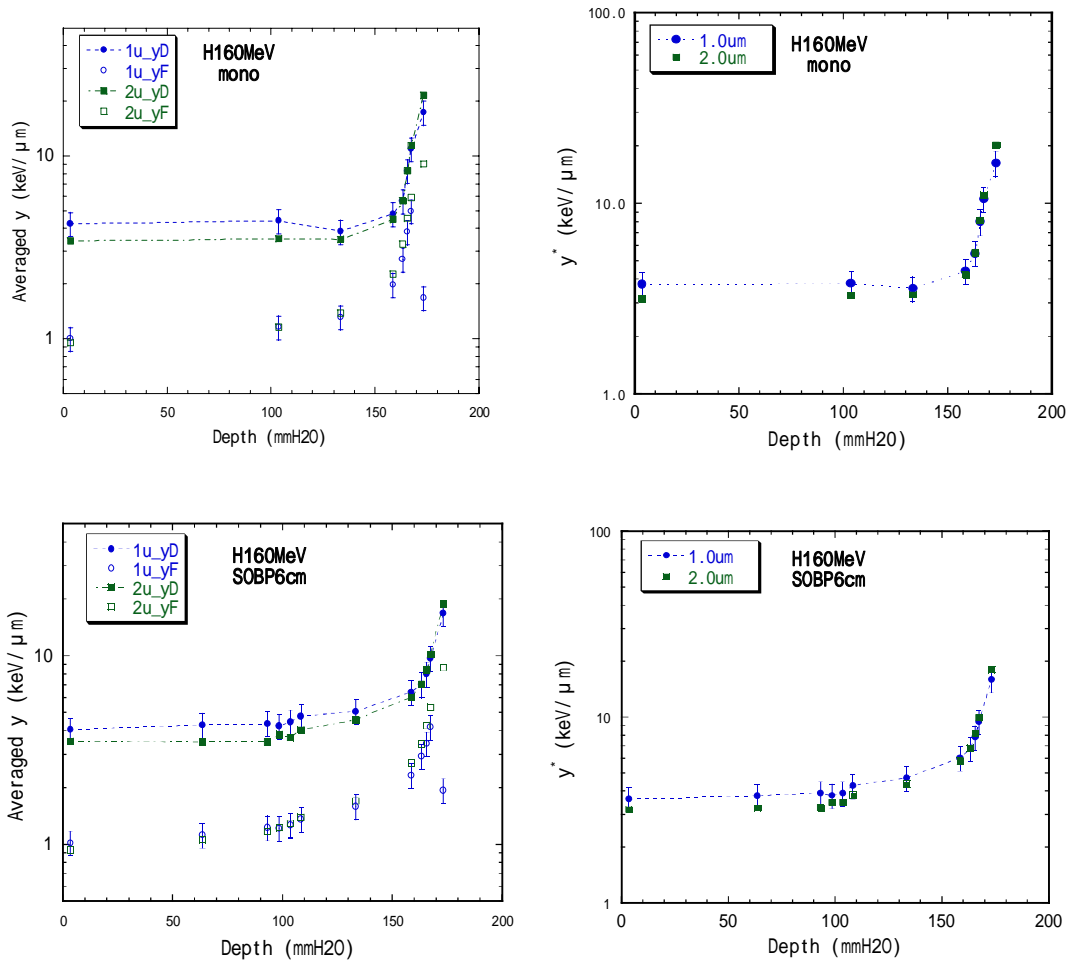 1u_yD
1u_yF
2u_yD
2u_yF
H160MeV
mono
10
1
Averaged y (keV/μm)
0 50 100 150 200
Depth (mmH2O)
1.0um
2.0um
H160MeV
mono
100.0
10.0
1.0
y* (keV/μm)
0 50 100 150 200
Depth (mmH2O)
1u_yD
1u_yF
2u_yD
2u_yF
H160MeV
SOBP6cm
10
1
Averaged y (keV/μm)
0 50 100 150 200
Depth (mmH2O)
1.0um
2.0um
H160MeV
SOBP6cm
100
10
1
y* (keV/μm)
0 50 100 150 200
Depth (mmH2O)